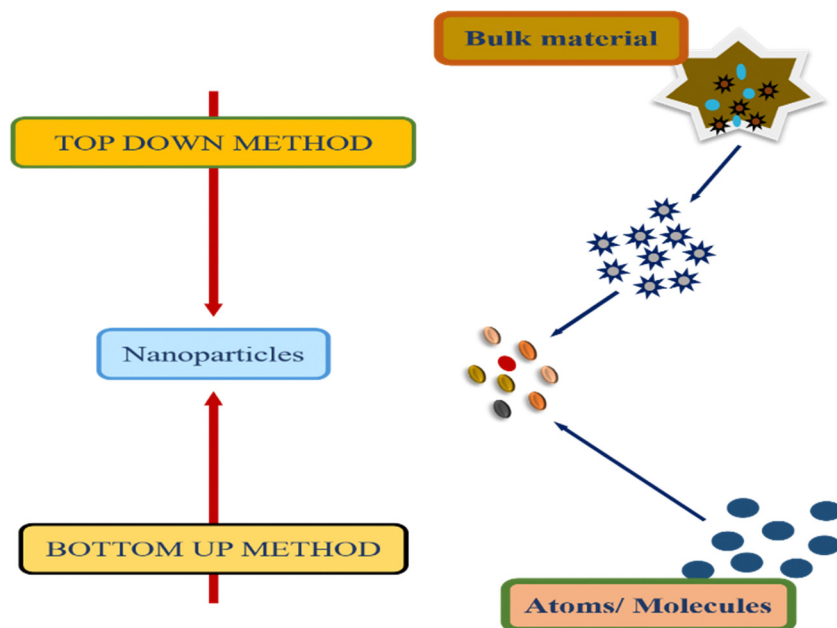 Bulk material
TOP DOWN METHOD
Nanoparticles
BOTTOM UP METHOD
Atoms/ Molecules